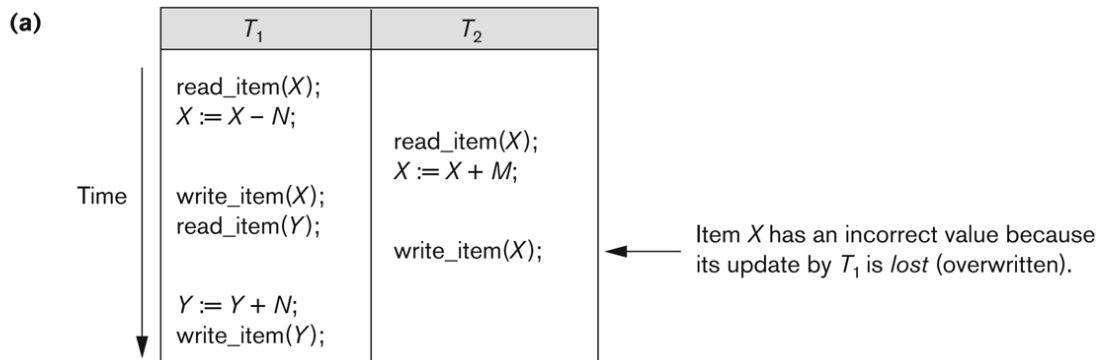 (a)
T₁ T₂
read_item(X);
X := X – N;
read_item(X);
X := X + M;
Time
write_item(X);
read_item(Y);
write_item(X);
Item X has an incorrect value because
its update by T₁ is lost (overwritten).
Y := Y + N;
write_item(Y);